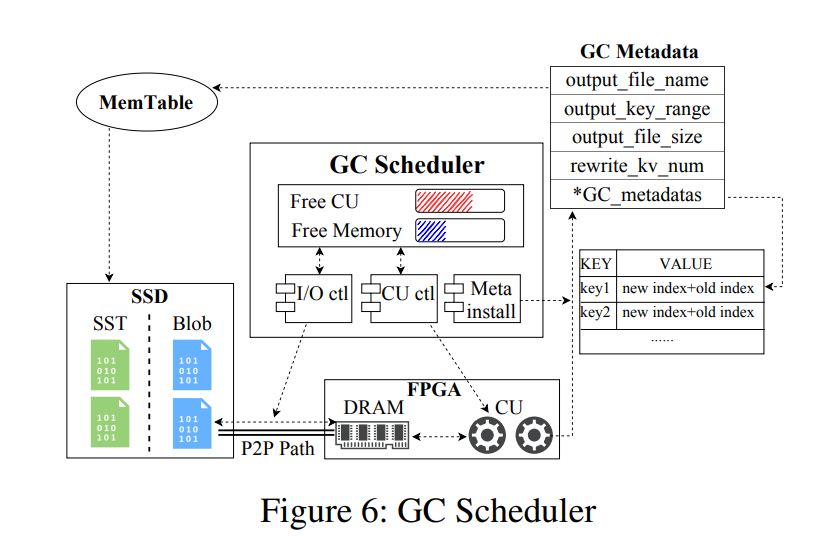 GC Metadata
output_file_name
output_key_range
output_file_size
rewrite_kv_num
*GC_metadatas
MemTable
GC Scheduler
Free CU
Free Memory
I/O ctl
CU ctl
Meta
install
KEY VALUE
key1 new index+old index
key2 new index+old index
......
SSD
SST Blob
101
010
101
101
010
101
101
010
101
101
010
101
P2P Path
FPGA
DRAM CU
Figure 6: GC Scheduler